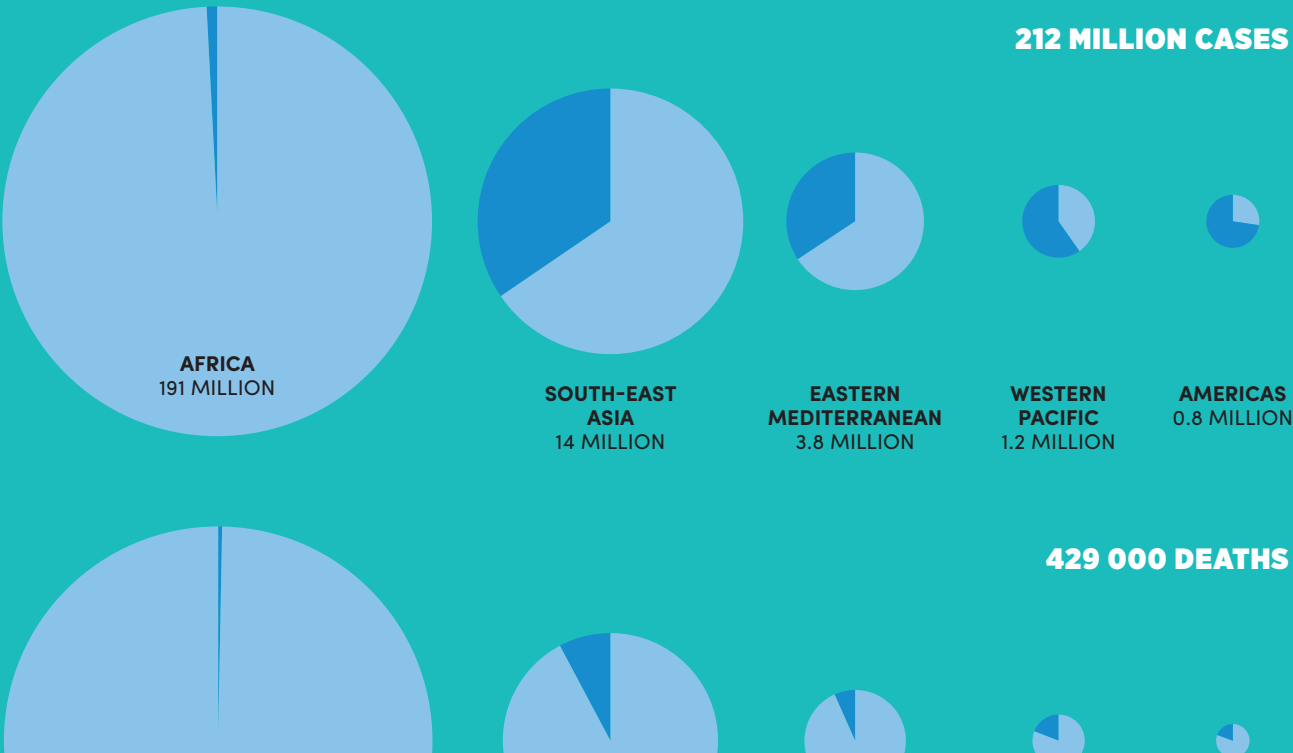 212 MILLION CASES
AFRICA
191 MILLION
SOUTH-EAST
ASIA
14 MILLION
EASTERN
MEDITERRANEAN
3.8 MILLION
WESTERN
PACIFIC
1.2 MILLION
AMERICAS
0.8 MILLION
429 000 DEATHS